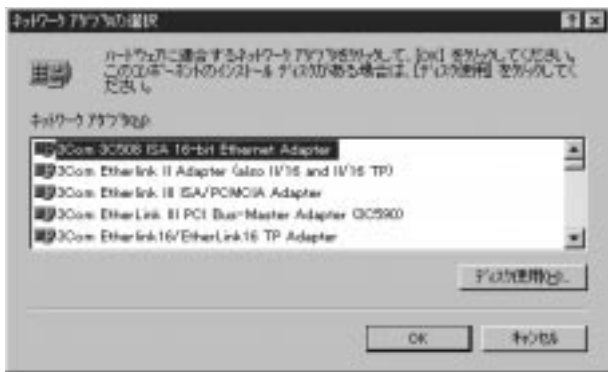 ネットワーク アダプタの選択
ハードウェアに適合するネットワーク アダプタをクリックして、[OK] をクリックしてください。
このコンポーネントのインストール ディスクがある場合は、[ディスク使用] をクリックしてく
ださい。
ネットワーク アダプタ(N):
3Com 3C508 ISA 16-bit Ethernet Adapter
3Com Etherlink II Adapter (also II/16 and II/16 TP)
3Com Etherlink III ISA/PCMCIA Adapter
3Com EtherLink III PCI Bus-Master Adapter (3C590)
3Com Etherlink16/EtherLink16 TP Adapter
ディスク使用(H)...
OK
キャンセル